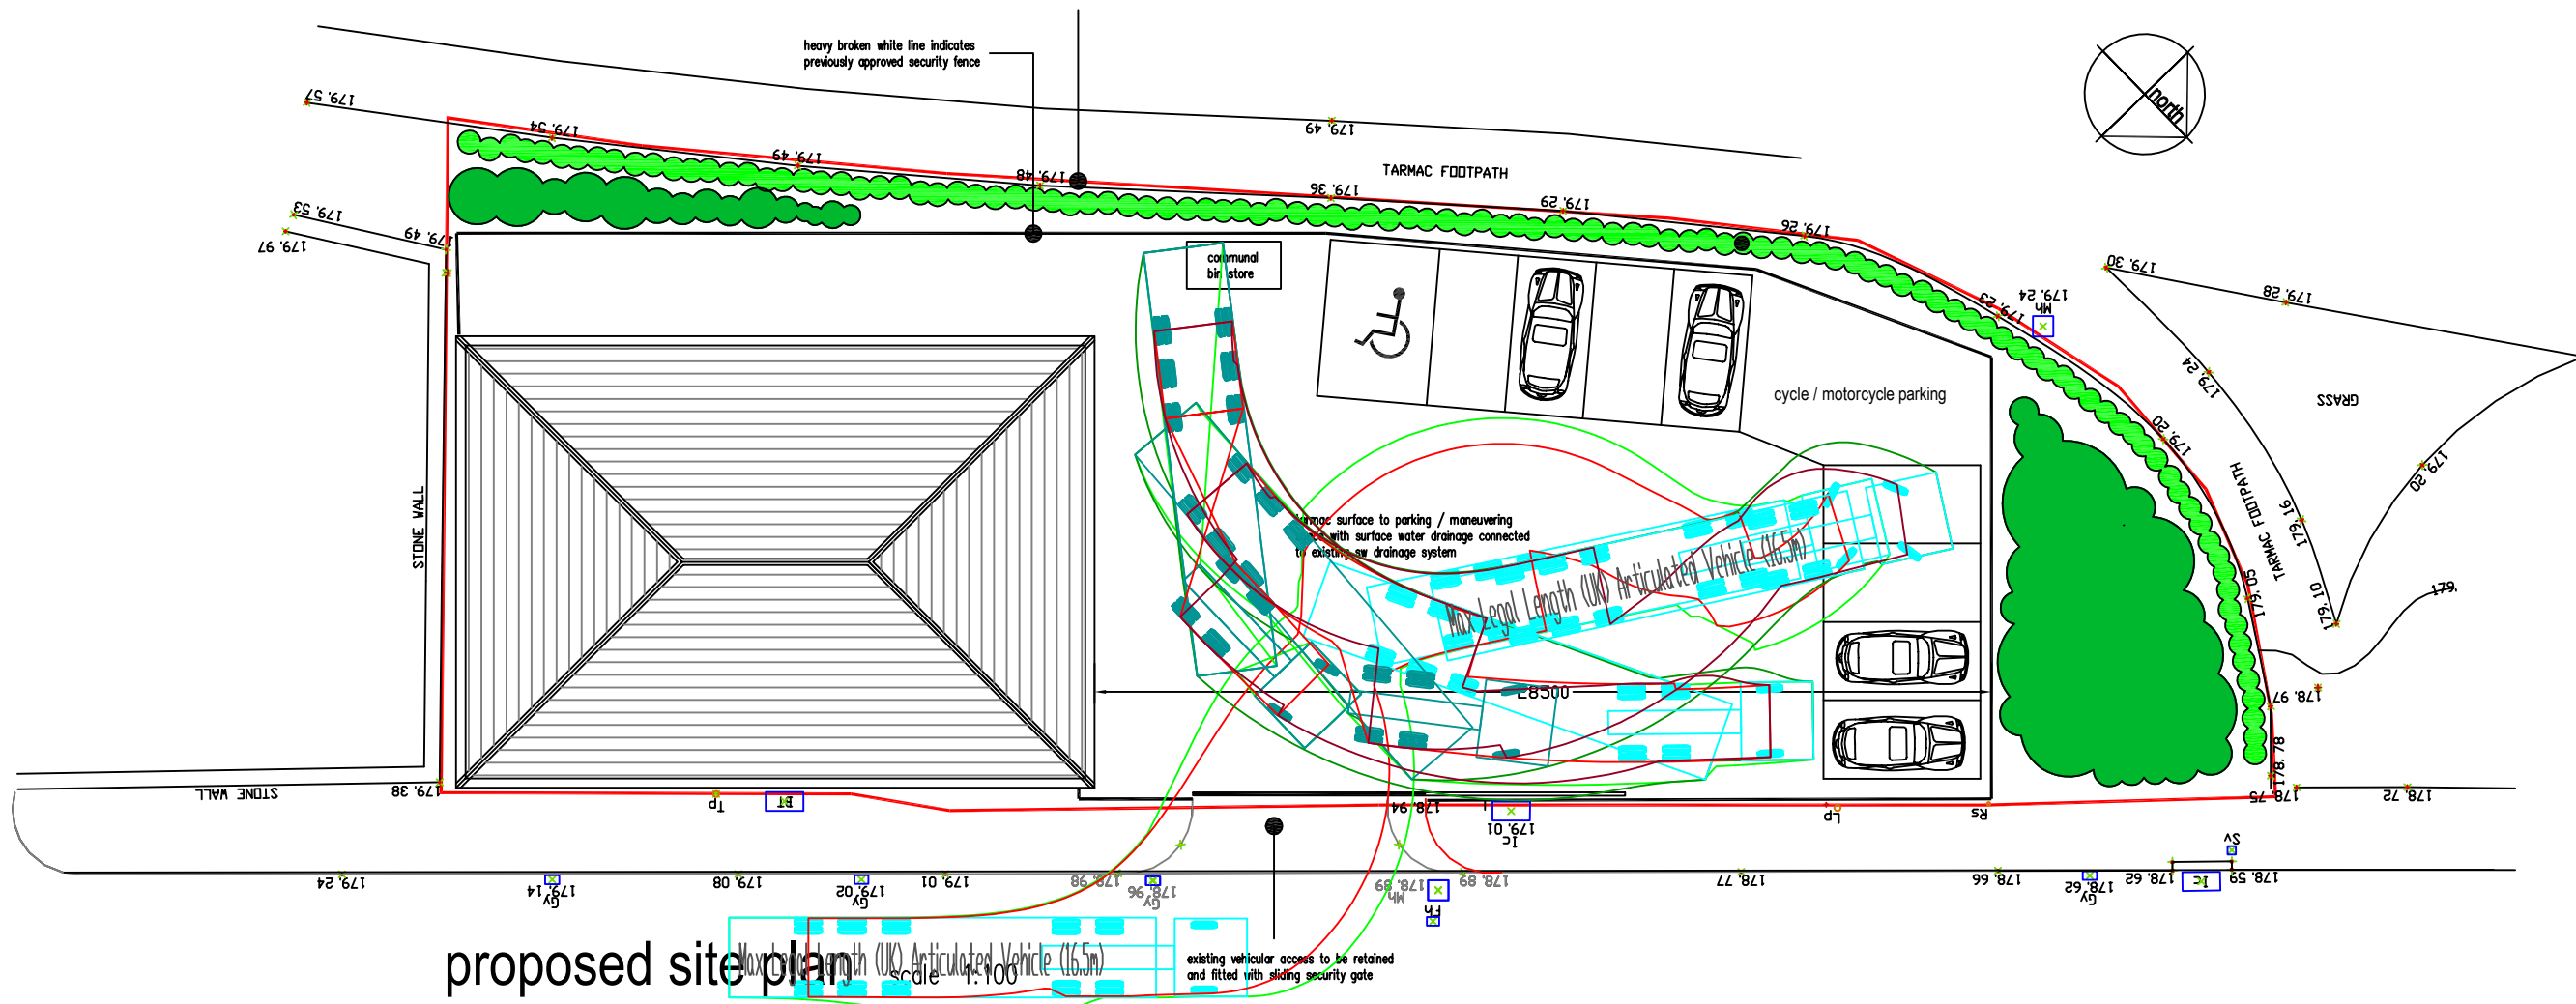 heavy broken white line indicates
previously approved security fence
north
179.57
179.54
179.49
179.49
179.48
TARMAC FOOTPATH
179.36
179.29
179.26
179.53
179.97
179.49
communal
bin store
179.30
179.28
179.24
Mh
179.23
179.24
GRASS
cycle / motorcycle parking
179.20
179.20
STONE WALL
TARMAC FOOTPATH
179.16
tarmac surface to parking / maneuvering
with surface water drainage connected
to existing sw drainage system
Max Legal Length (UK) Articulated Vehicle (16.5m)
179.05
179.10
179.
178.97
178.78
STONE WALL
179.38
Tp
BT
178.94
179.01
Ic
Lp
Rs
178.75
178.72
Sv
179.24
179.14
Gy
179.08
179.02
Gy
179.01
178.98
178.96
Gy
178.89
Mh
178.89
Fh
178.77
178.66
178.62
Gy
178.62
Ic
178.59
proposed site plan
scale 1:100
Max Legal Length (UK) Articulated Vehicle (16.5m)
existing vehicular access to be retained
and fitted with sliding security gate